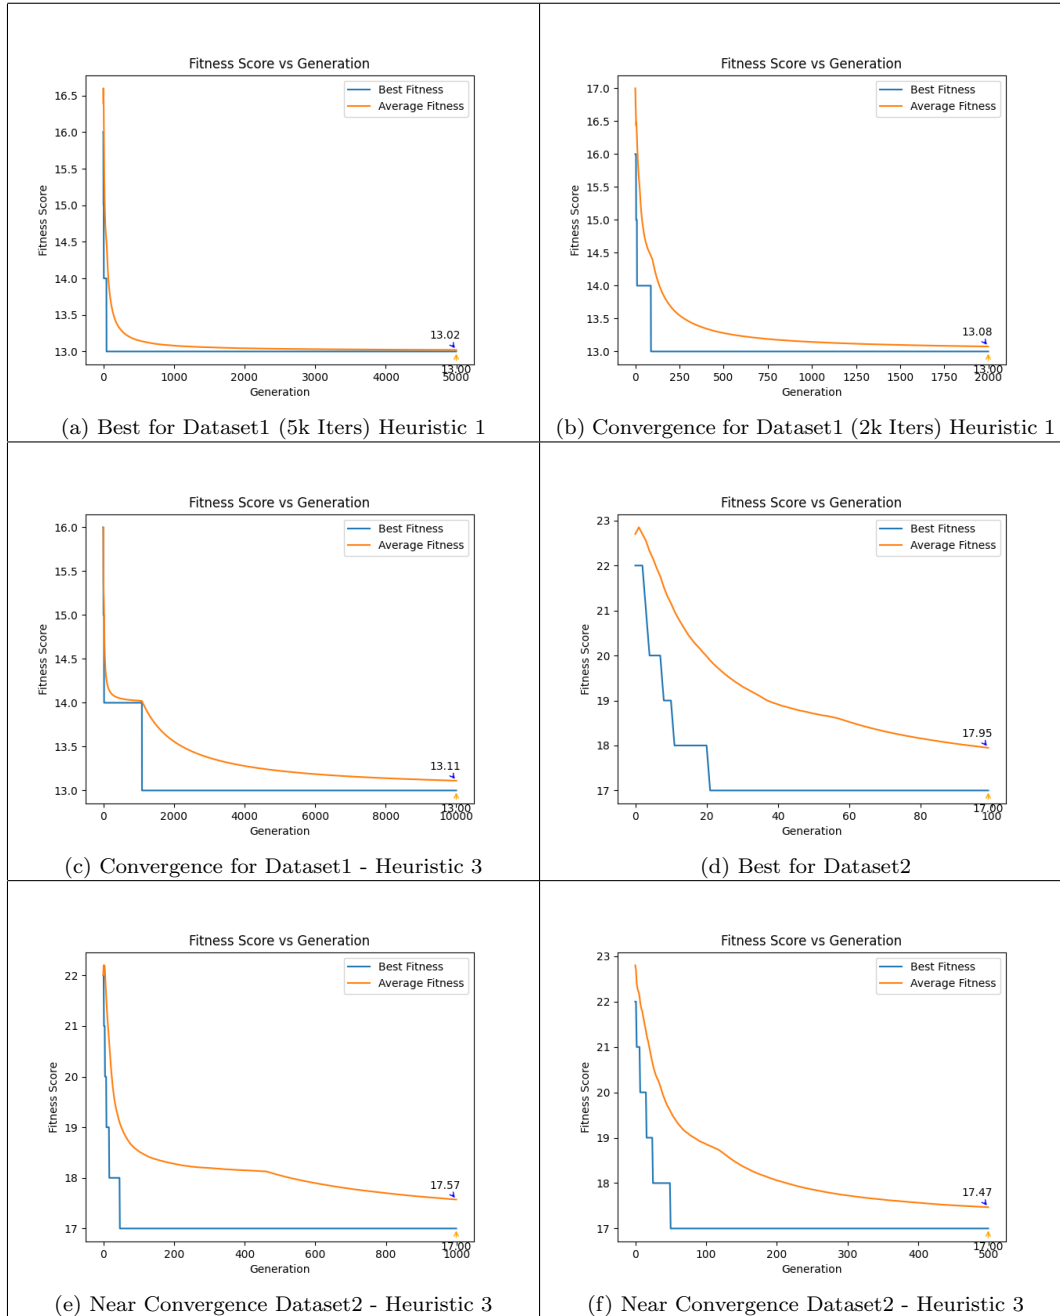 Fitness Score vs Generation
Best Fitness
Average Fitness
16.5
16.0
15.5
15.0
14.5
14.0
13.5
13.0
Fitness Score
13.02
13.00
0 1000 2000 3000 4000 5000
Generation
(a) Best for Dataset1 (5k Iters) Heuristic 1
Fitness Score vs Generation
Best Fitness
Average Fitness
17.0
16.5
16.0
15.5
15.0
14.5
14.0
13.5
13.0
Fitness Score
13.08
13.00
0 250 500 750 1000 1250 1500 1750 2000
Generation
(b) Convergence for Dataset1 (2k Iters) Heuristic 1
Fitness Score vs Generation
Best Fitness
Average Fitness
16.0
15.5
15.0
14.5
14.0
13.5
13.0
Fitness Score
13.11
13.00
0 2000 4000 6000 8000 10000
Generation
(c) Convergence for Dataset1 - Heuristic 3
Fitness Score vs Generation
Best Fitness
Average Fitness
23
22
21
20
19
18
17
Fitness Score
17.95
17.00
0 20 40 60 80 100
Generation
(d) Best for Dataset2
Fitness Score vs Generation
Best Fitness
Average Fitness
22
21
20
19
18
17
Fitness Score
17.57
17.00
0 200 400 600 800 1000
Generation
(e) Near Convergence Dataset2 - Heuristic 3
Fitness Score vs Generation
Best Fitness
Average Fitness
23
22
21
20
19
18
17
Fitness Score
17.47
17.00
0 100 200 300 400 500
Generation
(f) Near Convergence Dataset2 - Heuristic 3